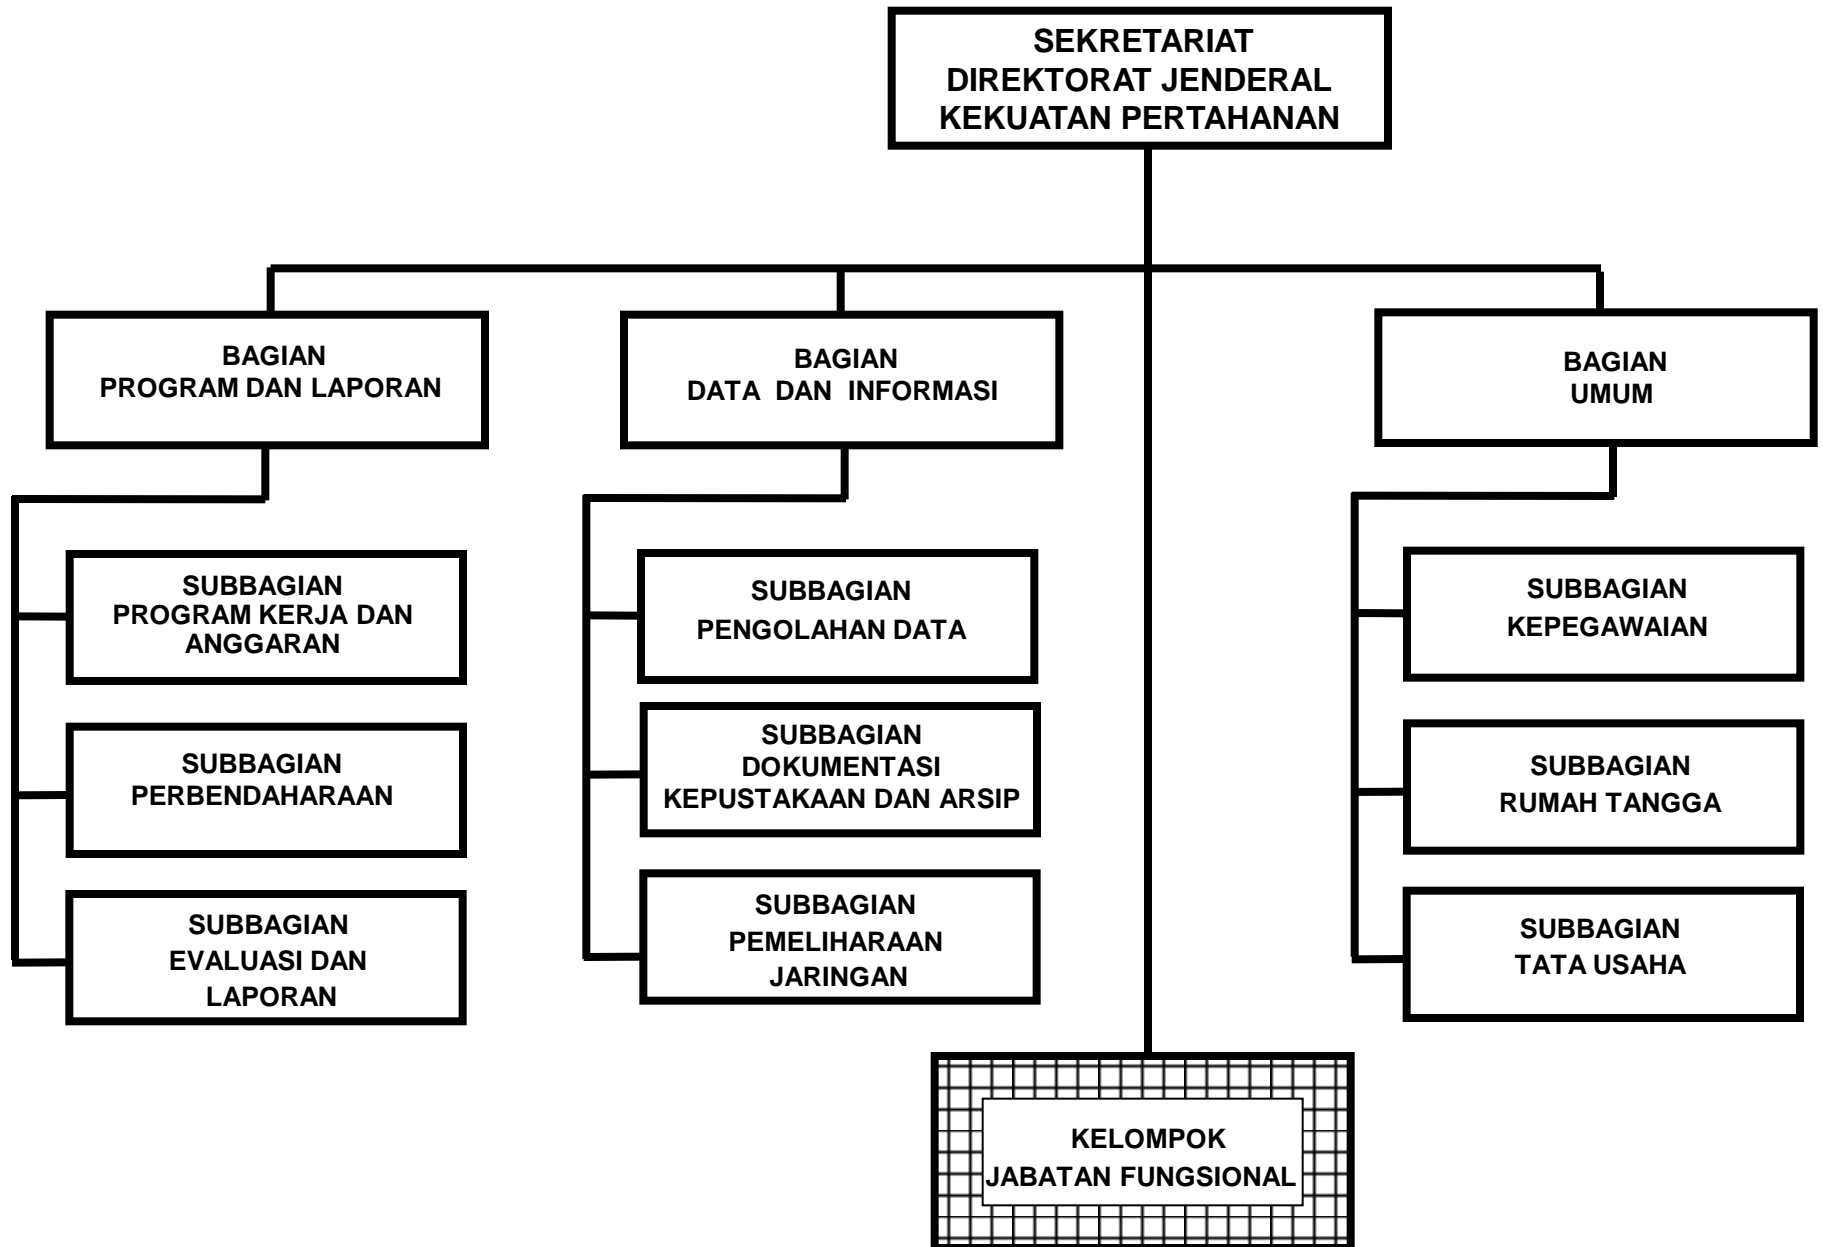 SEKRETARIAT
DIREKTORAT JENDERAL
KEKUATAN PERTAHANAN
BAGIAN
PROGRAM DAN LAPORAN
BAGIAN
DATA DAN INFORMASI
BAGIAN
UMUM
SUBBAGIAN
PROGRAM KERJA DAN
ANGGARAN
SUBBAGIAN
PERBENDAHARAAN
SUBBAGIAN
EVALUASI DAN
LAPORAN
SUBBAGIAN
PENGOLAHAN DATA
SUBBAGIAN
DOKUMENTASI
KEPUSTAKAAN DAN ARSIP
SUBBAGIAN
PEMELIHARAAN
JARINGAN
SUBBAGIAN
KEPEGAWAIAN
SUBBAGIAN
RUMAH TANGGA
SUBBAGIAN
TATA USAHA
KELOMPOK
JABATAN FUNGSIONAL